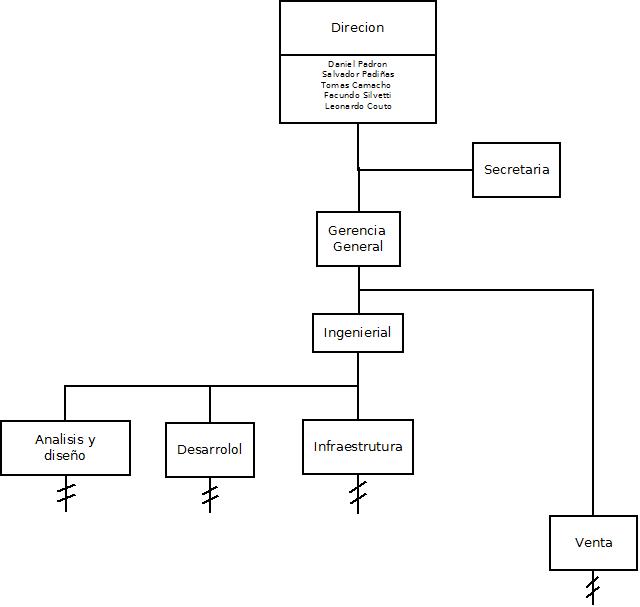 Direcion
Daniel Padron
Salvador Padiñas
Tomas Camacho
Facundo Silvetti
Leonardo Couto
Secretaria
Gerencia
General
Ingenierial
Analisis y
diseño
Desarrolol
Infraestrutura
Venta